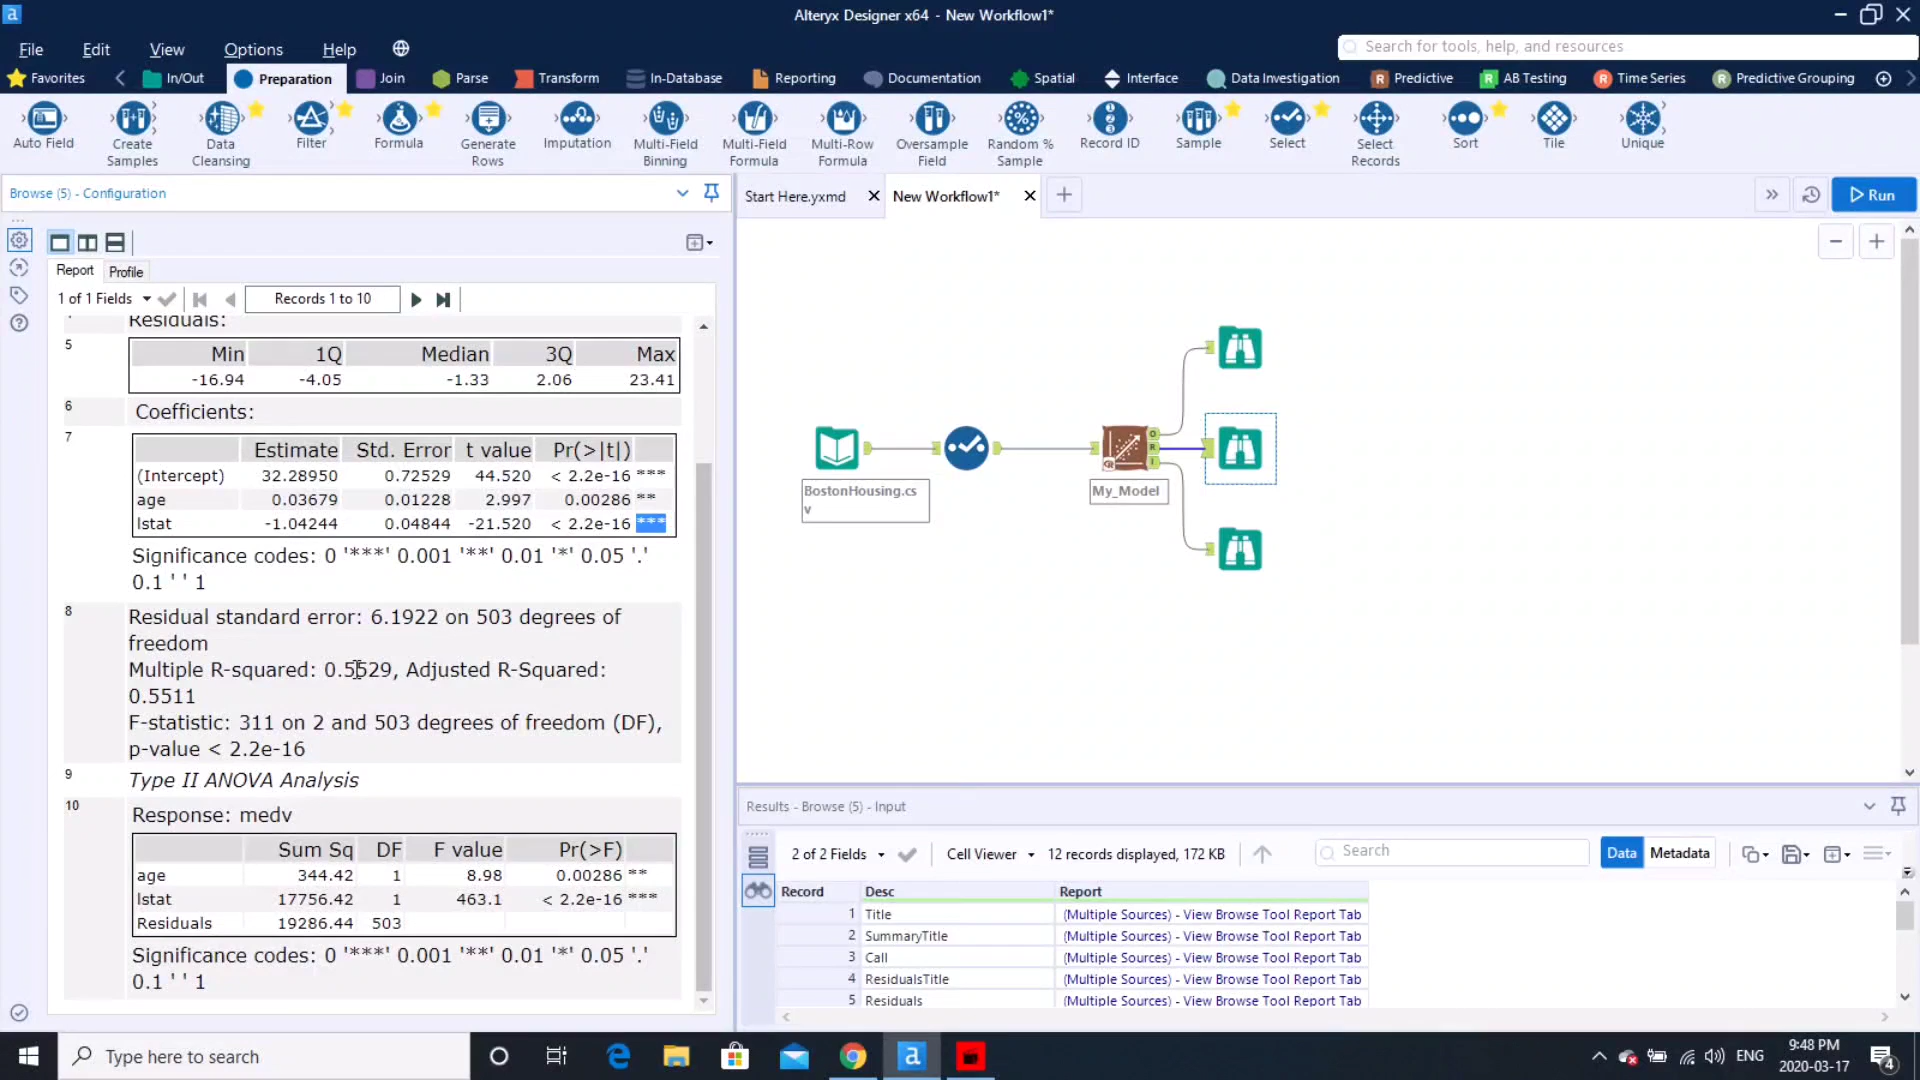 Alteryx Designer x64 - New Workflow1*
File Edit View Options Help
Search for tools, help, and resources
Favorites In/Out Preparation Join Parse Transform In-Database Reporting Documentation Spatial Interface Data Investigation Predictive AB Testing Time Series Predictive Grouping
Auto Field Create Samples Data Cleansing Filter Formula Generate Rows Imputation Multi-Field Binning Multi-Field Formula Multi-Row Formula Oversample Field Random % Sample Record ID Sample Select Select Records Sort Tile Unique
Browse (5) - Configuration
Start Here.yxmd New Workflow1* Run
Report Profile
1 of 1 Fields Records 1 to 10
Residuals:
5
Min 1Q Median 3Q Max
-16.94 -4.05 -1.33 2.06 23.41
6 Coefficients:
7
Estimate Std. Error t value Pr(>|t|)
(Intercept) 32.28950 0.72529 44.520 < 2.2e-16 ***
age 0.03679 0.01228 2.997 0.00286 **
lstat -1.04244 0.04844 -21.520 < 2.2e-16 ***
Significance codes: 0 '***' 0.001 '**' 0.01 '*' 0.05 '.'
0.1 ' ' 1
8
Residual standard error: 6.1922 on 503 degrees of
freedom
Multiple R-squared: 0.5529, Adjusted R-Squared:
0.5511
F-statistic: 311 on 2 and 503 degrees of freedom (DF),
p-value < 2.2e-16
9 Type II ANOVA Analysis
10
Response: medv
Sum Sq DF F value Pr(>F)
age 344.42 1 8.98 0.00286 **
lstat 17756.42 1 463.1 < 2.2e-16 ***
Residuals 19286.44 503
Significance codes: 0 '***' 0.001 '**' 0.01 '*' 0.05 '.'
0.1 ' ' 1
BostonHousing.cs
v
My_Model
O
R
I
Results - Browse (5) - Input
2 of 2 Fields Cell Viewer 12 records displayed, 172 KB Search Data Metadata
Record Desc Report
1 Title (Multiple Sources) - View Browse Tool Report Tab
2 SummaryTitle (Multiple Sources) - View Browse Tool Report Tab
3 Call (Multiple Sources) - View Browse Tool Report Tab
4 ResidualsTitle (Multiple Sources) - View Browse Tool Report Tab
5 Residuals (Multiple Sources) - View Browse Tool Report Tab
Type here to search
ENG
9:48 PM
2020-03-17
4